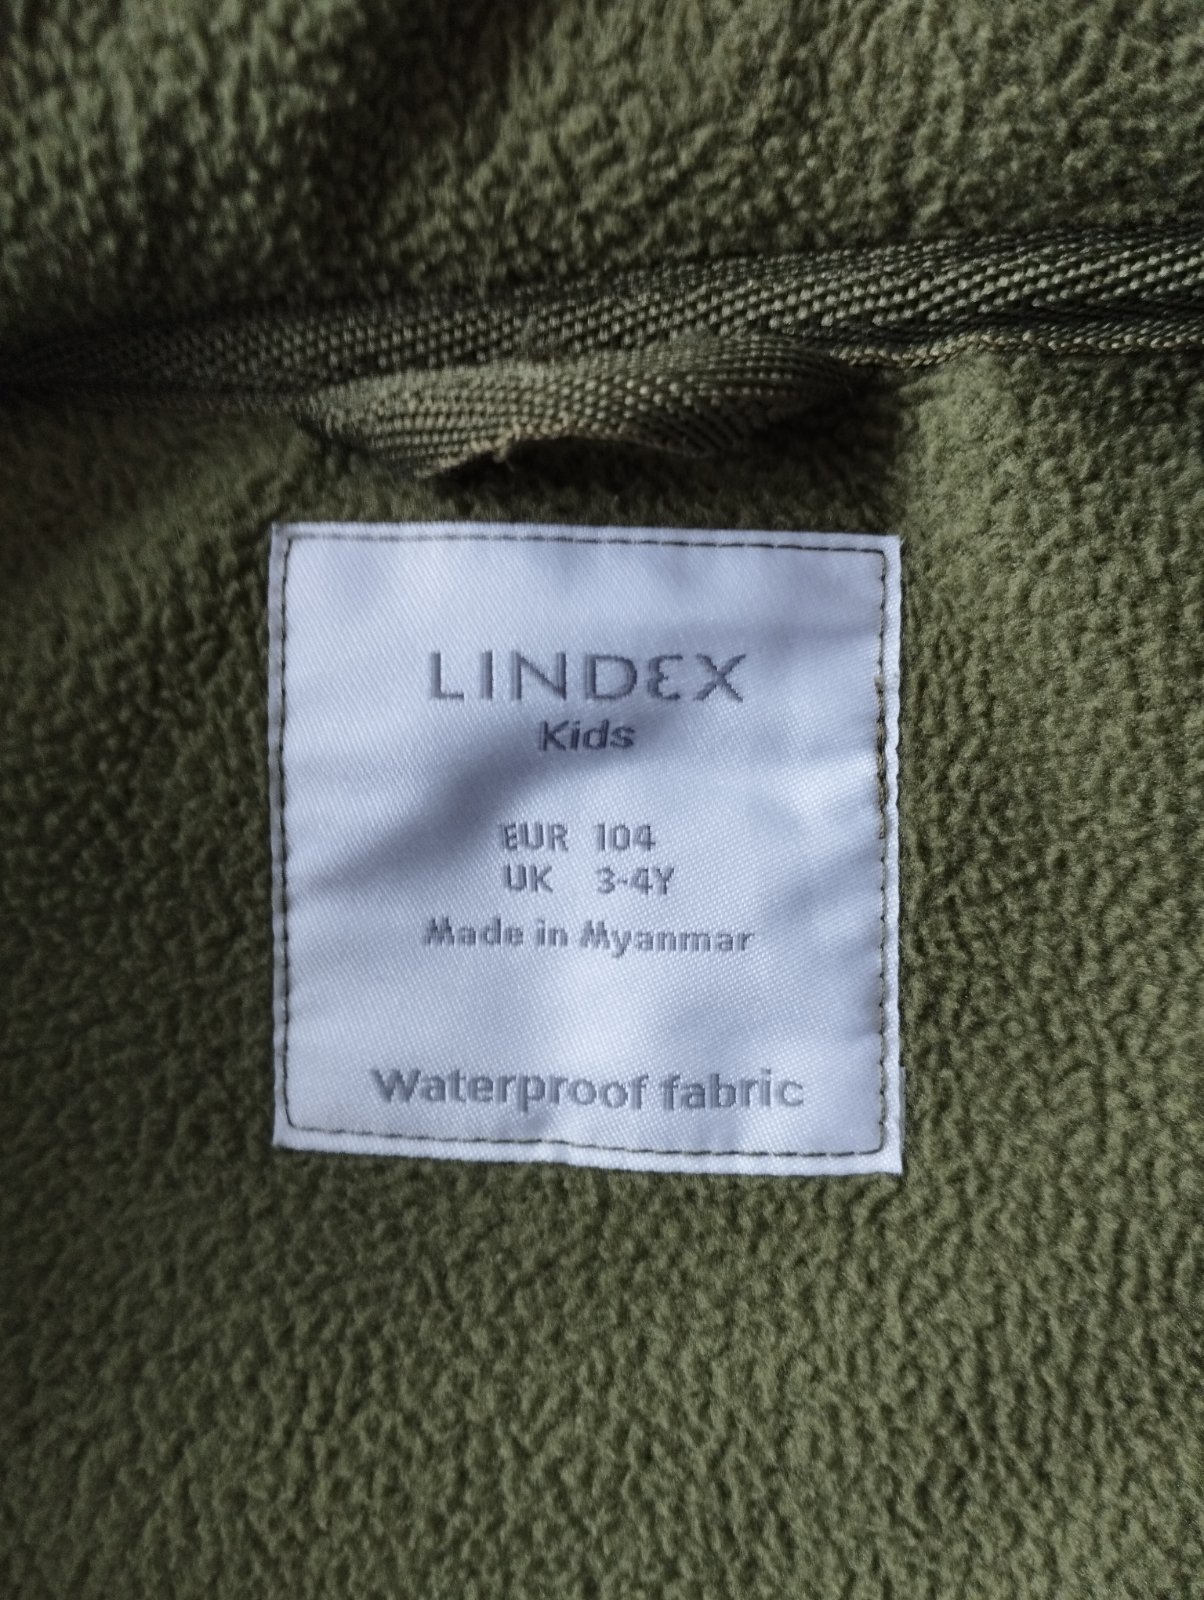 LINDEX
Kids
EUR 104
UK 3-4Y
Made in Myanmar
Waterproof fabric